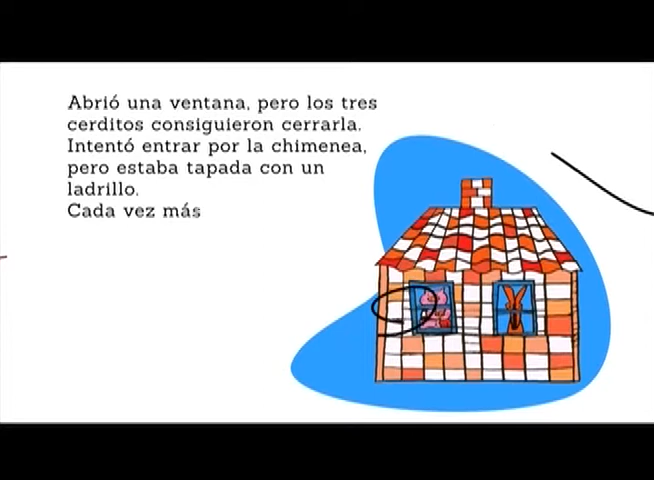 Abrió una ventana, pero los tres
cerditos consiguieron cerrarla.
Intentó entrar por la chimenea,
pero estaba tapada con un
ladrillo.
Cada vez más